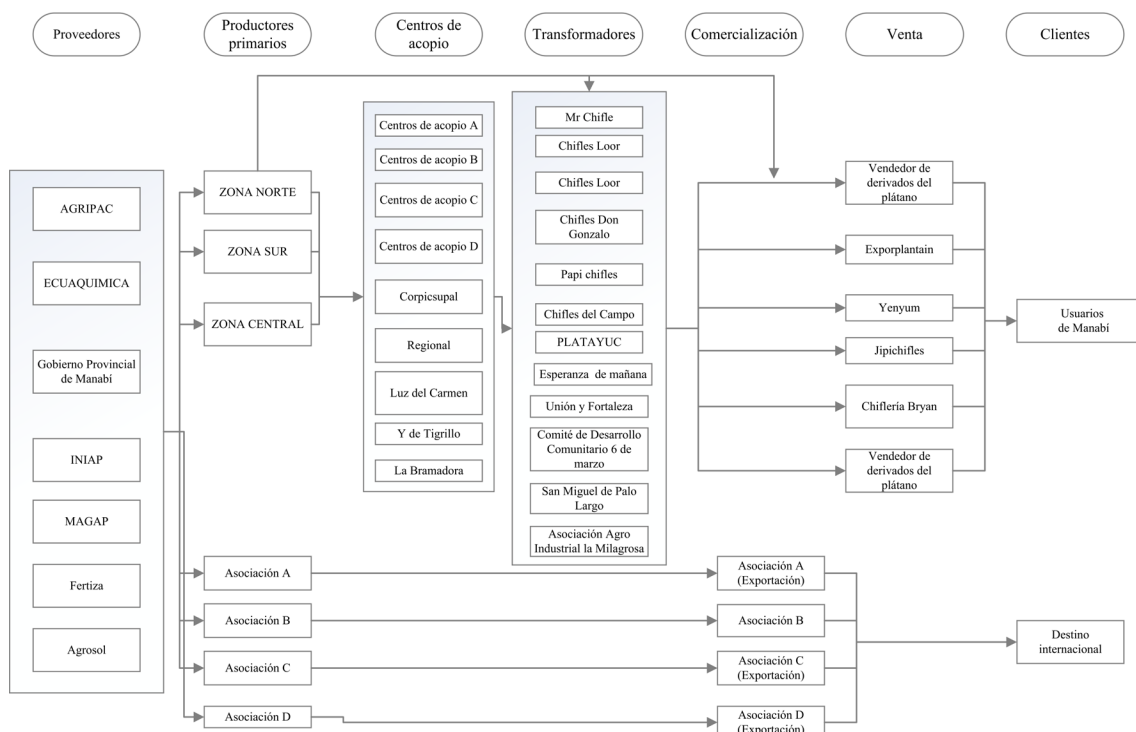 Proveedores
Productores
primarios
Centros de
acopio
Transformadores
Comercialización
Venta
Clientes
AGRIPAC
ECUAQUIMICA
Gobierno Provincial
de Manabí
INIAP
MAGAP
Fertiza
Agrosol
ZONA NORTE
ZONA SUR
ZONA CENTRAL
Asociación A
Asociación B
Asociación C
Asociación D
Centros de acopio A
Centros de acopio B
Centros de acopio C
Centros de acopio D
Corpicsupal
Regional
Luz del Carmen
Y de Tigrillo
La Bramadora
Mr Chifle
Chifles Loor
Chifles Loor
Chifles Don
Gonzalo
Papi chifles
Chifles del Campo
PLATAYUC
Esperanza de mañana
Unión y Fortaleza
Comité de Desarrollo
Comunitario 6 de
marzo
San Miguel de Palo
Largo
Asociación Agro
Industrial la Milagrosa
Asociación A
(Exportación)
Asociación B
Asociación C
(Exportación)
Asociación D
(Exportación)
Vendedor de
derivados del
plátano
Exporplantain
Yenyum
Jipichifles
Chiflería Bryan
Vendedor de
derivados del
plátano
Usuarios
de Manabí
Destino
internacional